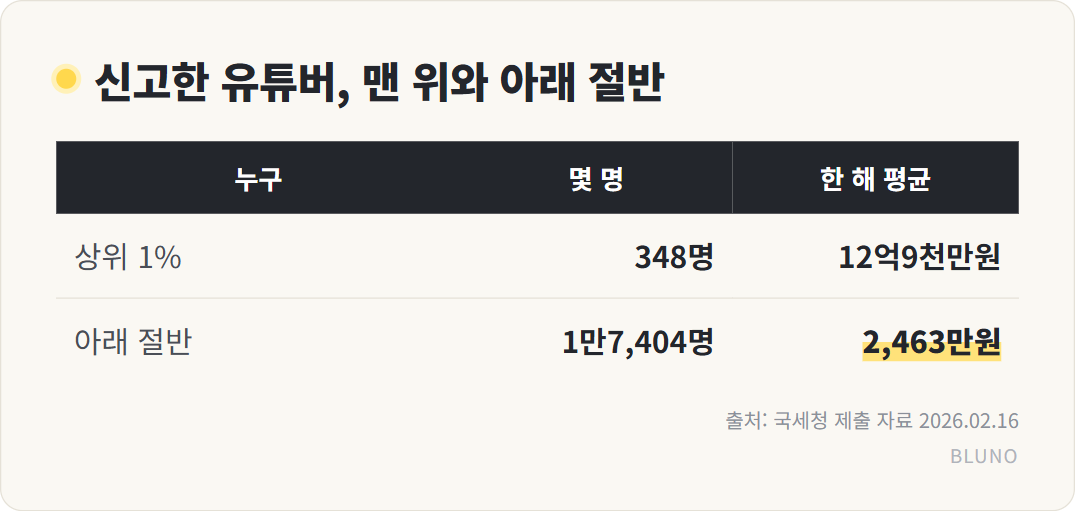 신고한 유튜버, 맨 위와 아래 절반
누구 몇 명 한 해 평균
상위 1% 348명 12억9천만원
아래 절반 1만7,404명 2,463만원
출처: 국세청 제출 자료 2026.02.16
BLUNO